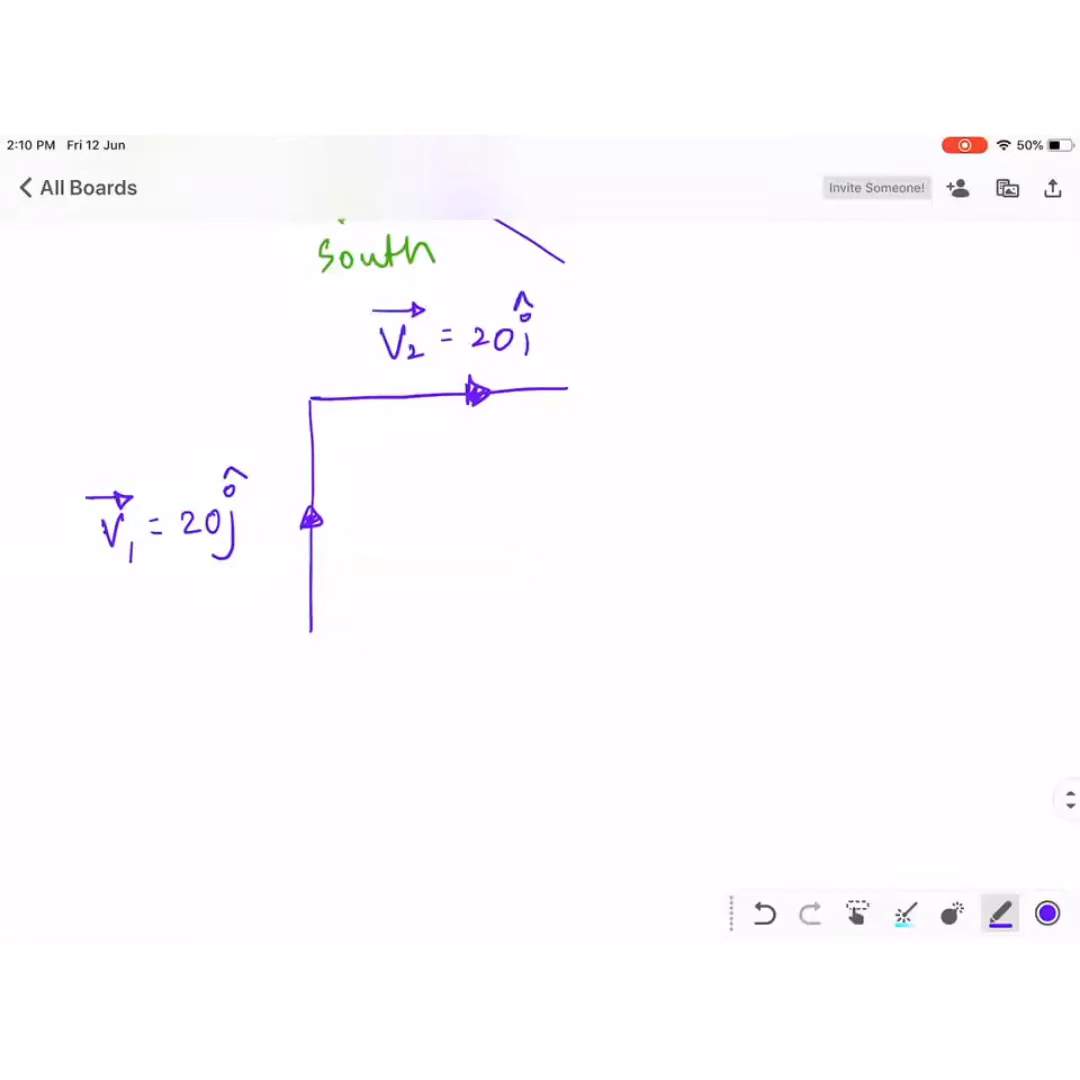 2:10 PM Fri 12 Jun
50%
All Boards
Invite Someone!
South
V₂ = 20î
V₁ = 20ĵ